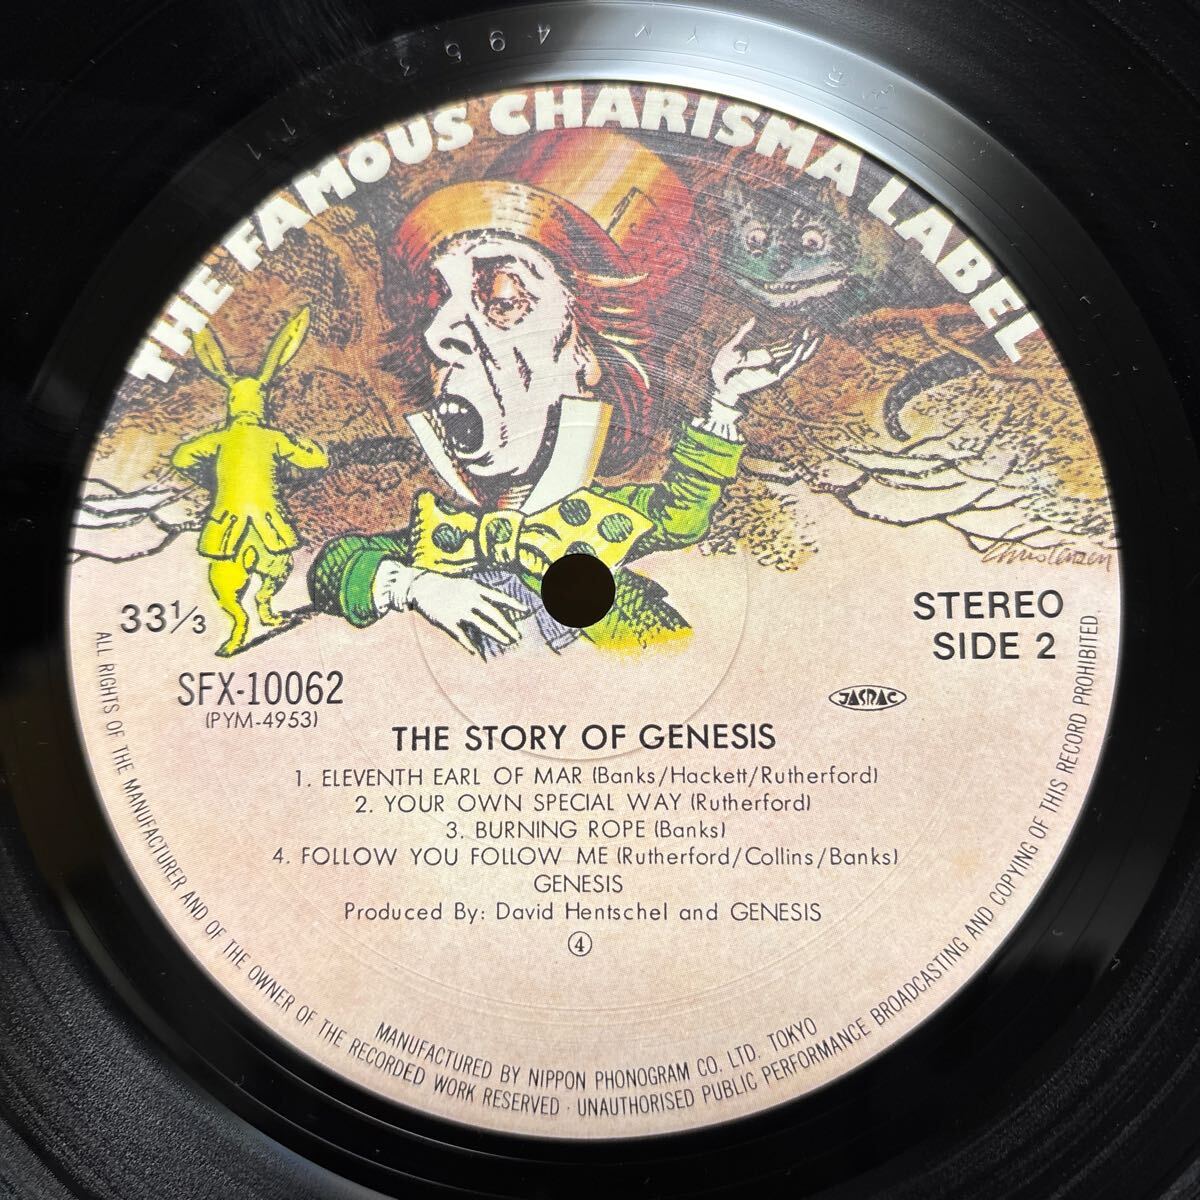 THE FAMOUS CHARISMA LABEL
Christensen
33 1/3
STEREO
SIDE 2
SFX-10062
(PYM-4953)
JASRAC
THE STORY OF GENESIS
1. ELEVENTH EARL OF MAR (Banks/Hackett/Rutherford)
2. YOUR OWN SPECIAL WAY (Rutherford)
3. BURNING ROPE (Banks)
4. FOLLOW YOU FOLLOW ME (Rutherford/Collins/Banks)
GENESIS
Produced By: David Hentschel and GENESIS
④
MANUFACTURED BY NIPPON PHONOGRAM CO. LTD. TOKYO
ALL RIGHTS OF THE MANUFACTURER AND OF THE OWNER OF THE RECORDED WORK RESERVED · UNAUTHORISED PUBLIC PERFORMANCE BROADCASTING AND COPYING OF THIS RECORD PROHIBITED.